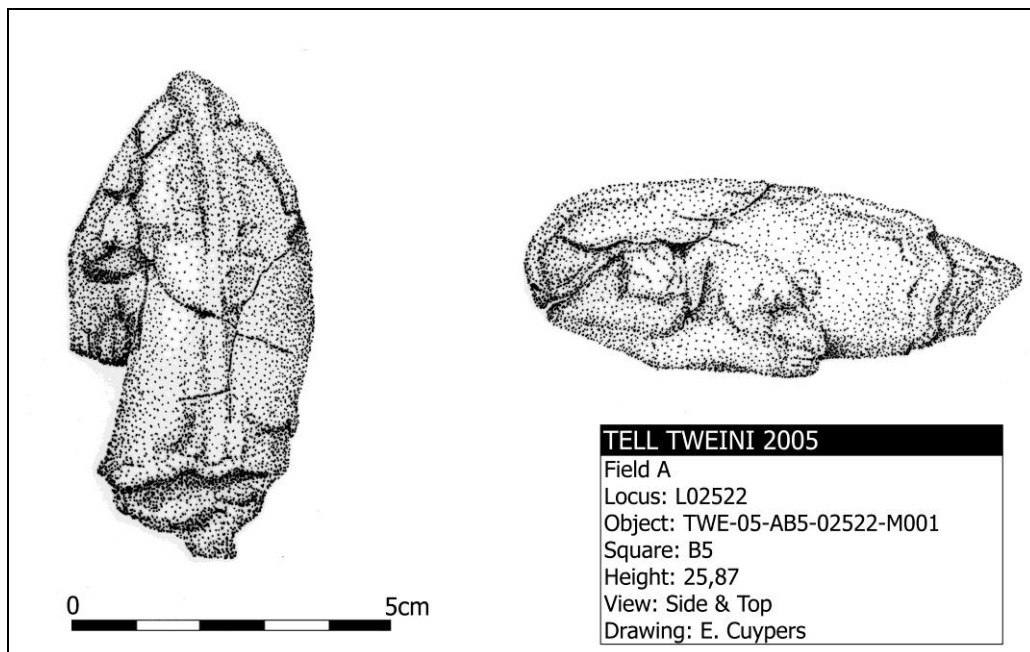 0 5cm
TELL TWEINI 2005
Field A
Locus: L02522
Object: TWE-05-AB5-02522-M001
Square: B5
Height: 25,87
View: Side & Top
Drawing: E. Cuypers